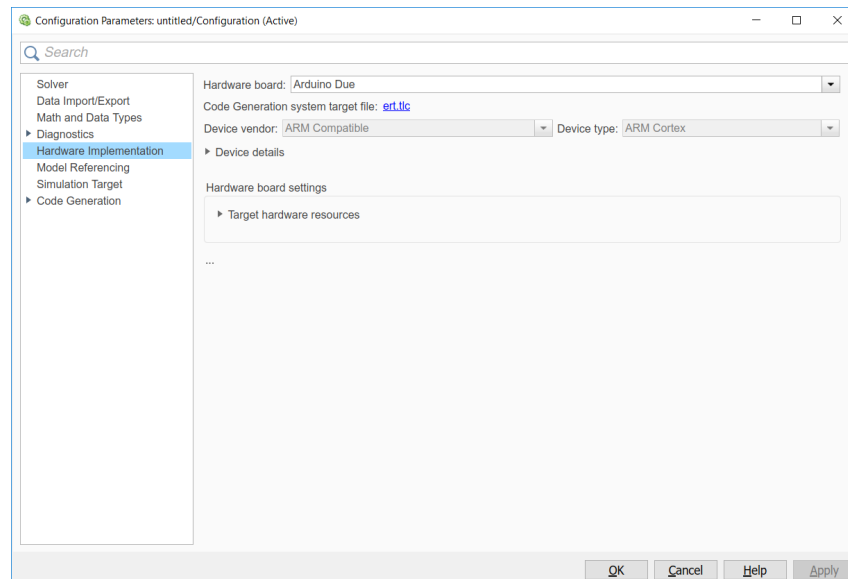 Configuration Parameters: untitled/Configuration (Active)
Search
Solver
Data Import/Export
Math and Data Types
Diagnostics
Hardware Implementation
Model Referencing
Simulation Target
Code Generation
Hardware board: Arduino Due
Code Generation system target file: ert.tlc
Device vendor: ARM Compatible Device type: ARM Cortex
Device details
Hardware board settings
Target hardware resources
...
OK Cancel Help Apply